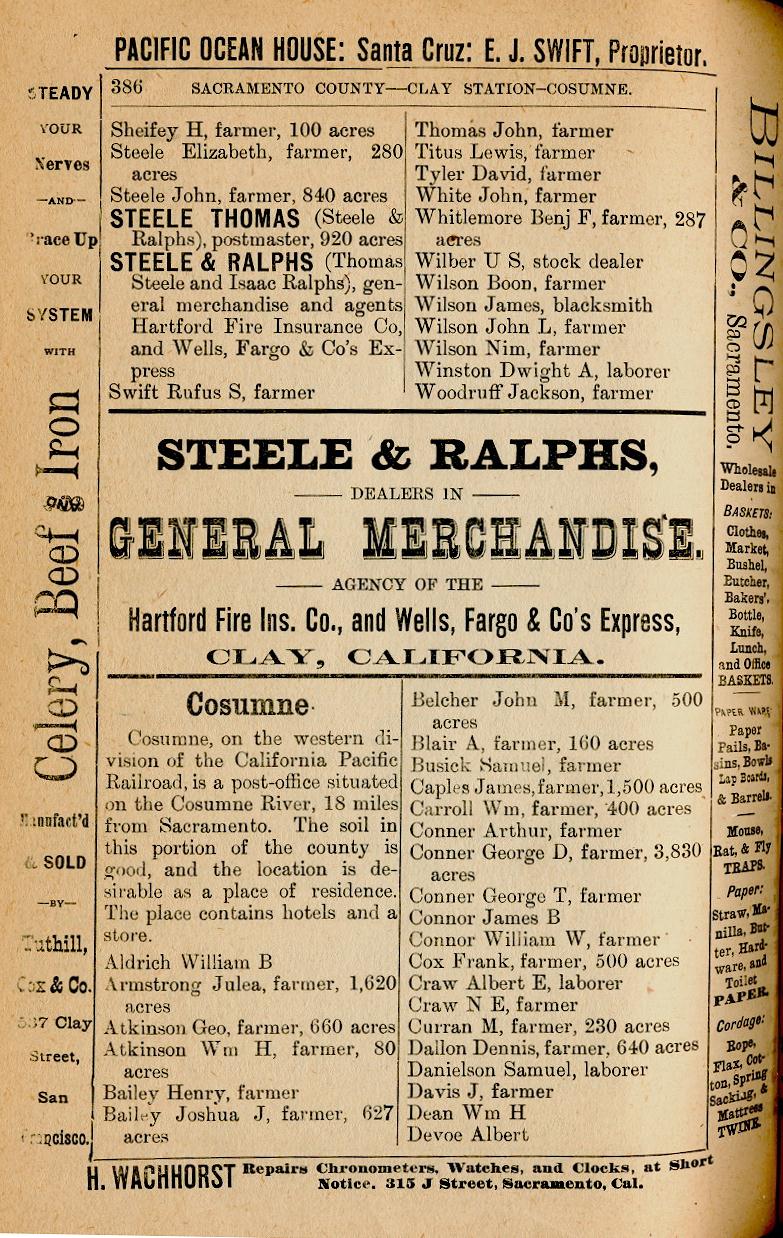 PACIFIC OCEAN HOUSE: Santa Cruz: E. J. SWIFT, Proprietor.
386 SACRAMENTO COUNTY—CLAY STATION–COSUMNE.
Sheifey H, farmer, 100 acres
Steele Elizabeth, farmer, 280
acres
Steele John, farmer, 840 acres
STEELE THOMAS (Steele &
Ralphs), postmaster, 920 acres
STEELE & RALPHS (Thomas
Steele and Isaac Ralphs), gen-
eral merchandise and agents
Hartford Fire Insurance Co,
and Wells, Fargo & Co's Ex-
press
Swift Rufus S, farmer
Thomas John, farmer
Titus Lewis, farmer
Tyler David, farmer
White John, farmer
Whitlemore Benj F, farmer, 287
acres
Wilber U S, stock dealer
Wilson Boon, farmer
Wilson James, blacksmith
Wilson John L, farmer
Wilson Nim, farmer
Winston Dwight A, laborer
Woodruff Jackson, farmer
STEELE & RALPHS,
DEALERS IN
GENERAL MERCHANDISE.
AGENCY OF THE
Hartford Fire Ins. Co., and Wells, Fargo & Co's Express,
CLAY, CALIFORNIA.
Cosumne
Cosumne, on the western di-
vision of the California Pacific
Railroad, is a post-office situated
on the Cosumne River, 18 miles
from Sacramento. The soil in
this portion of the county is
good, and the location is de-
sirable as a place of residence.
The place contains hotels and a
store.
Aldrich William B
Armstrong Julea, farmer, 1,620
acres
Atkinson Geo, farmer, 660 acres
Atkinson Wm H, farmer, 80
acres
Bailey Henry, farmer
Bailey Joshua J, farmer, 627
acres
Belcher John M, farmer, 500
acres
Blair A, farmer, 160 acres
Busick Samuel, farmer
Caples James, farmer, 1,500 acres
Carroll Wm, farmer, 400 acres
Conner Arthur, farmer
Conner George D, farmer, 3,830
acres
Conner George T, farmer
Connor James B
Connor William W, farmer
Cox Frank, farmer, 500 acres
Craw Albert E, laborer
Craw N E, farmer
Curran M, farmer, 230 acres
Dallon Dennis, farmer, 640 acres
Danielson Samuel, laborer
Davis J, farmer
Dean Wm H
Devoe Albert
STEADY
YOUR
Nerves
—AND—
Brace Up
YOUR
SYSTEM
WITH
Celery, Beef and Iron
Manufact'd
& SOLD
—BY—
Tuthill,
Cox & Co.
537 Clay
Street,
San
Francisco.
BILLINGSLEY
& CO., Sacramento.
Wholesale
Dealers in
BASKETS:
Clothes,
Market,
Bushel,
Butcher,
Bakers',
Bottle,
Knife,
Lunch,
and Office
BASKETS.
PAPER WARE
Paper
Pails, Ba-
sins, Bowls
Lap Boards,
& Barrels.
Mouse,
Rat, & Fly
TRAPS.
Paper:
Straw, Ma-
nilla, But-
ter, Hard-
ware, and
Toilet
PAPER.
Cordage:
Rope,
Flax, Cot-
ton, Spring
Sacking, &
Mattress
TWINE.
H. WACHHORST Repairs Chronometers, Watches, and Clocks, at Short
Notice. 315 J Street, Sacramento, Cal.